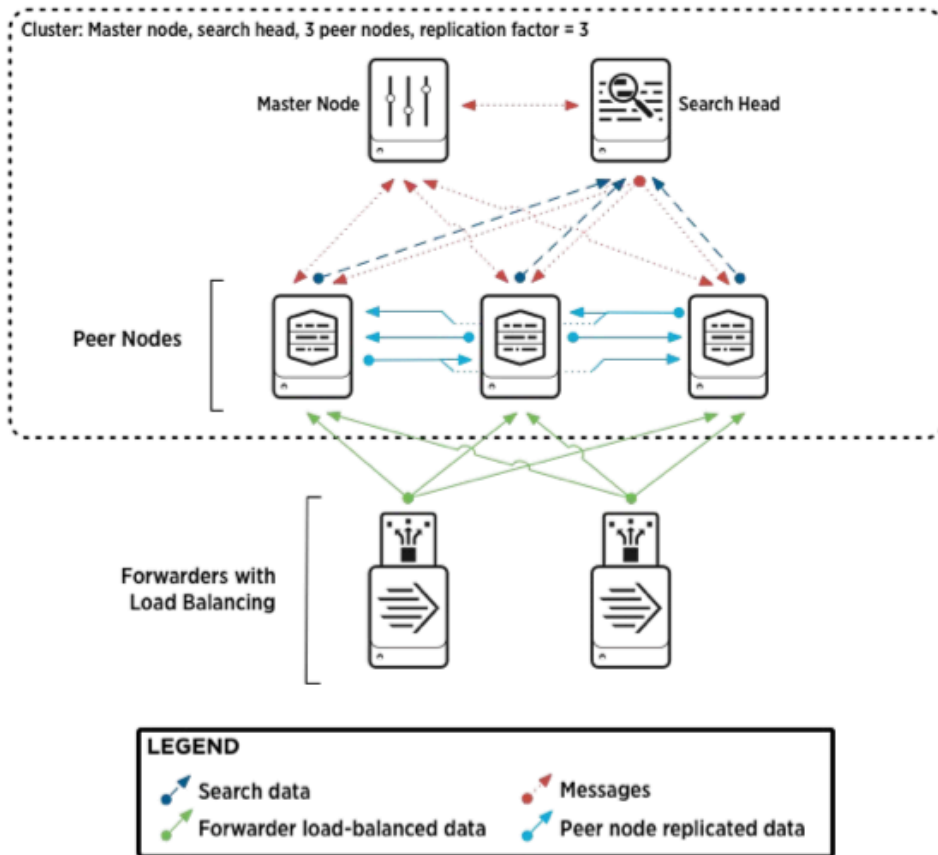 Cluster: Master node, search head, 3 peer nodes, replication factor = 3
Master Node
Search Head
Peer Nodes
Forwarders with
Load Balancing
LEGEND
Search data
Messages
Forwarder load-balanced data
Peer node replicated data